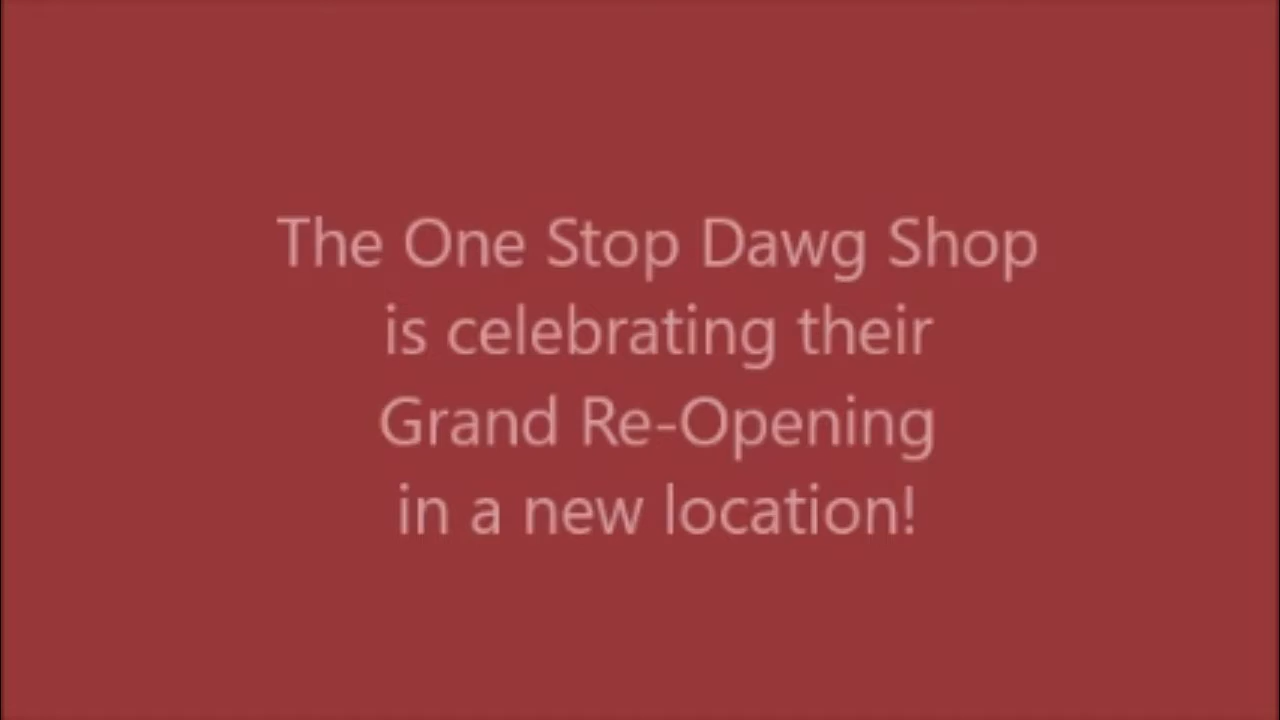 The One Stop Dawg Shop
is celebrating their
Grand Re-Opening
in a new location!